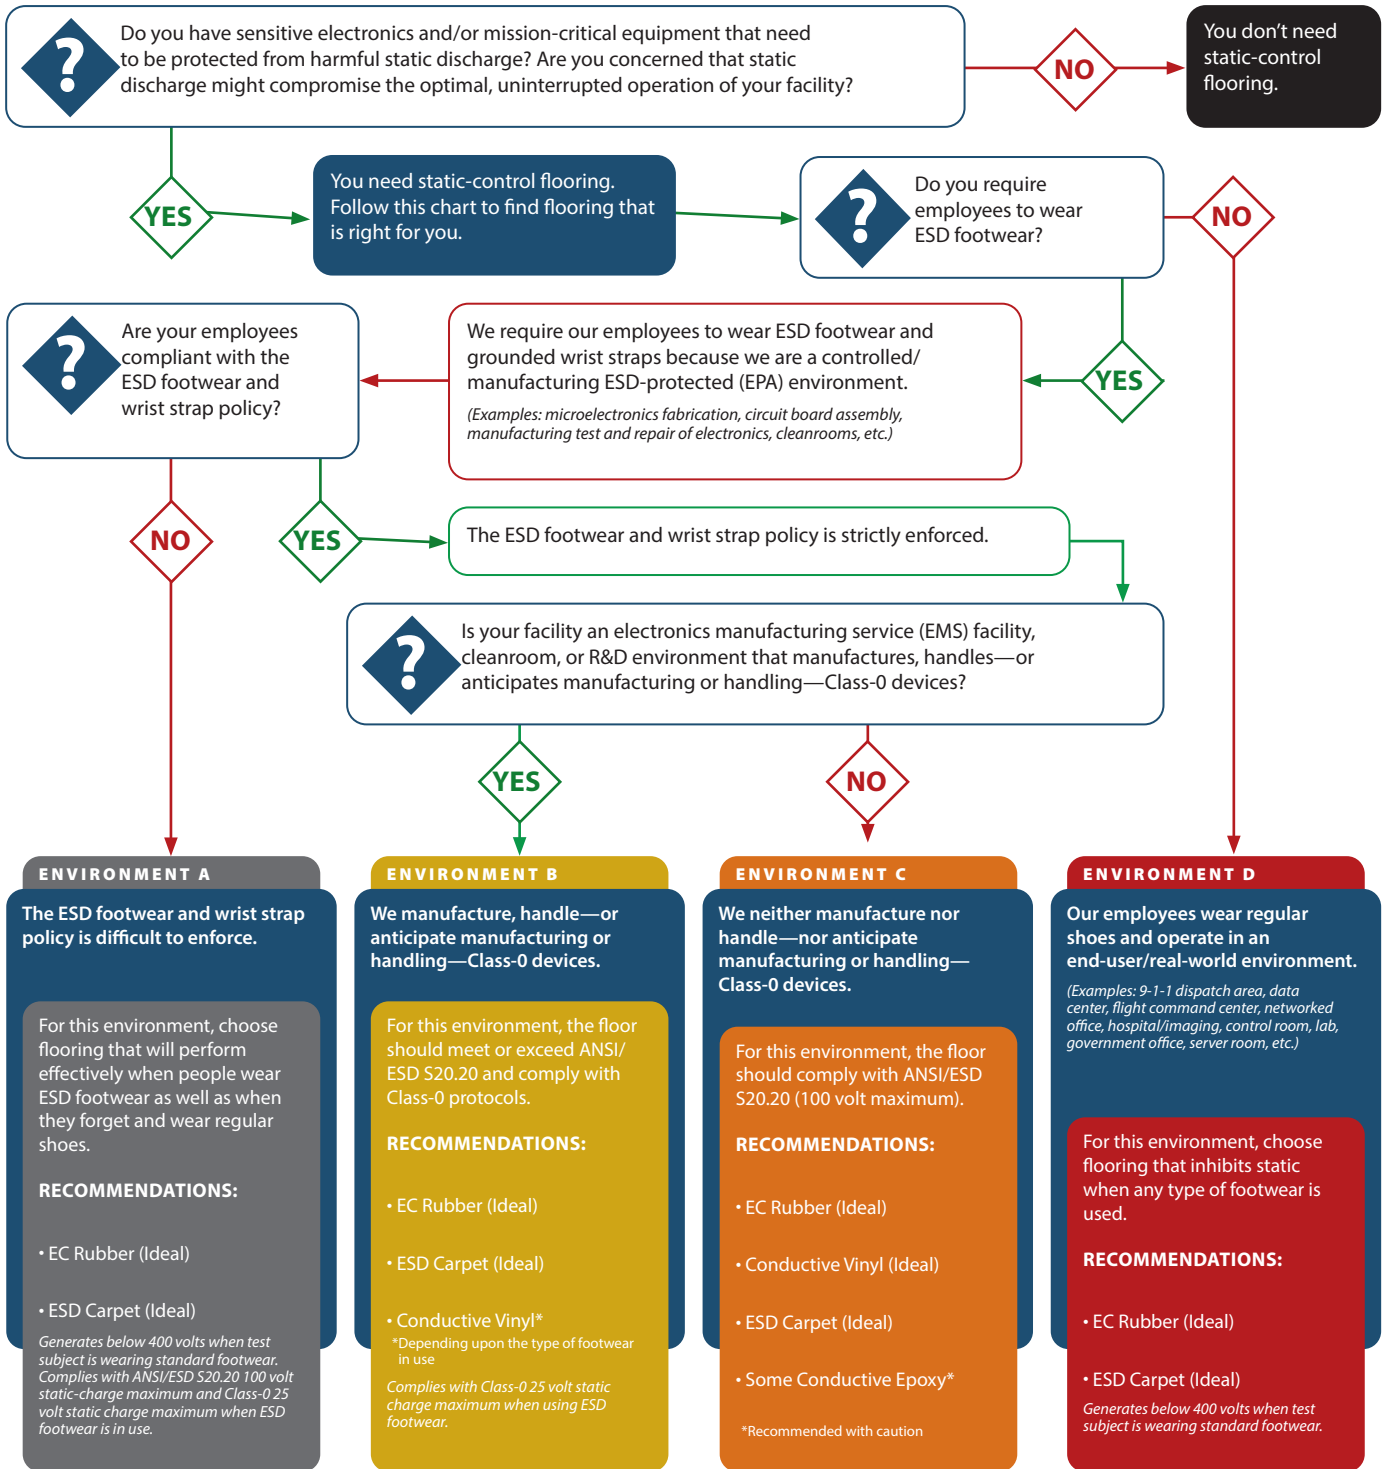 ?
Do you have sensitive electronics and/or mission-critical equipment that need
to be protected from harmful static discharge? Are you concerned that static
discharge might compromise the optimal, uninterrupted operation of your facility?
NO
You don't need
static-control
flooring.
YES
You need static-control flooring.
Follow this chart to find flooring that
is right for you.
?
Do you require
employees to wear
ESD footwear?
NO
?
Are your employees
compliant with the
ESD footwear and
wrist strap policy?
We require our employees to wear ESD footwear and
grounded wrist straps because we are a controlled/
manufacturing ESD-protected (EPA) environment.
(Examples: microelectronics fabrication, circuit board assembly,
manufacturing test and repair of electronics, cleanrooms, etc.)
YES
NO
YES
The ESD footwear and wrist strap policy is strictly enforced.
?
Is your facility an electronics manufacturing service (EMS) facility,
cleanroom, or R&D environment that manufactures, handles—or
anticipates manufacturing or handling—Class-0 devices?
YES
NO
ENVIRONMENT A
The ESD footwear and wrist strap
policy is difficult to enforce.
For this environment, choose
flooring that will perform
effectively when people wear
ESD footwear as well as when
they forget and wear regular
shoes.
RECOMMENDATIONS:
• EC Rubber (Ideal)
• ESD Carpet (Ideal)
Generates below 400 volts when test
subject is wearing standard footwear.
Complies with ANSI/ESD S20.20 100 volt
static-charge maximum and Class-0 25
volt static charge maximum when ESD
footwear is in use.
ENVIRONMENT B
We manufacture, handle—or
anticipate manufacturing or
handling—Class-0 devices.
For this environment, the floor
should meet or exceed ANSI/
ESD S20.20 and comply with
Class-0 protocols.
RECOMMENDATIONS:
• EC Rubber (Ideal)
• ESD Carpet (Ideal)
• Conductive Vinyl*
*Depending upon the type of footwear
in use
Complies with Class-0 25 volt static
charge maximum when using ESD
footwear.
ENVIRONMENT C
We neither manufacture nor
handle—nor anticipate
manufacturing or handling—
Class-0 devices.
For this environment, the floor
should comply with ANSI/ESD
S20.20 (100 volt maximum).
RECOMMENDATIONS:
• EC Rubber (Ideal)
• Conductive Vinyl (Ideal)
• ESD Carpet (Ideal)
• Some Conductive Epoxy*
*Recommended with caution
ENVIRONMENT D
Our employees wear regular
shoes and operate in an
end-user/real-world environment.
(Examples: 9-1-1 dispatch area, data
center, flight command center, networked
office, hospital/imaging, control room, lab,
government office, server room, etc.)
For this environment, choose
flooring that inhibits static
when any type of footwear is
used.
RECOMMENDATIONS:
• EC Rubber (Ideal)
• ESD Carpet (Ideal)
Generates below 400 volts when test
subject is wearing standard footwear.